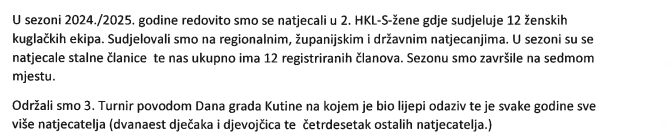 U sezoni 2024./2025. godine redovito smo se natjecali u 2. HKL-S-žene gdje sudjeluje 12 ženskih
kuglačkih ekipa. Sudjelovali smo na regionalnim, županijskim i državnim natjecanjima. U sezoni su se
natjecale stalne članice te nas ukupno ima 12 registriranih članova. Sezonu smo završile na sedmom
mjestu.
Održali smo 3. Turnir povodom Dana grada Kutine na kojem je bio lijepi odaziv te je svake godine sve
više natjecatelja (dvanaest dječaka i djevojčica te četrdesetak ostalih natjecatelja.)